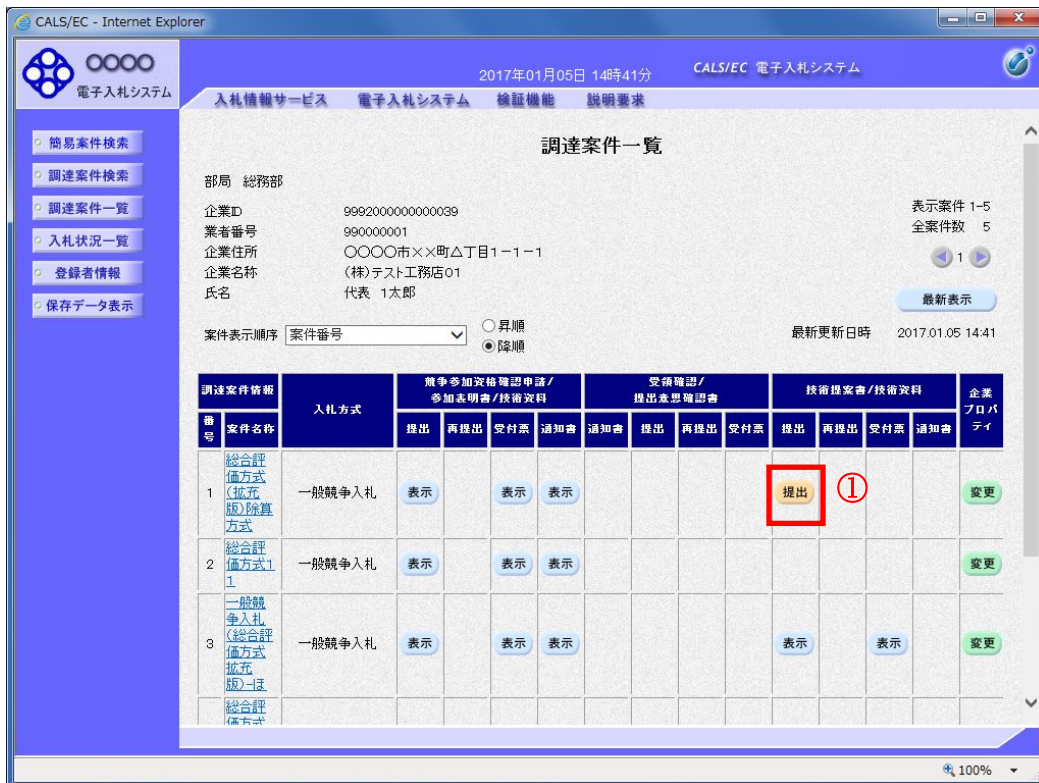 CALS/EC - Internet Explorer
○○○○
電子入札システム
2017年01月05日 14時41分
CALS/EC 電子入札システム
入札情報サービス 電子入札システム 検証機能 説明要求
簡易案件検索
調達案件検索
調達案件一覧
入札状況一覧
登録者情報
保存データ表示
調達案件一覧
部局 総務部
企業ID 9992000000000039
業者番号 990000001
企業住所 ○○○○市××町△丁目1-1-1
企業名称 (株)テスト工務店01
氏名 代表 1太郎
表示案件 1-5
全案件数 5
1
最新表示
案件表示順序 案件番号
昇順
降順
最新更新日時 2017.01.05 14:41
調達案件情報 入札方式 競争参加資格確認申請/参加表明書/技術資料 受領確認/提出意思確認書 技術提案書/技術資料 企業プロパティ
番号 案件名称 提出 再提出 受付票 通知書 通知書 提出 再提出 受付票 提出 再提出 受付票 通知書
1 総合評価方式(拡充版)除算方式 一般競争入札 表示 表示 表示 提出 ① 変更
2 総合評価方式11 一般競争入札 表示 表示 表示 変更
3 一般競争入札(総合評価方式拡充版)-ほ 一般競争入札 表示 表示 表示 表示 表示 変更
総合評価方式
100%